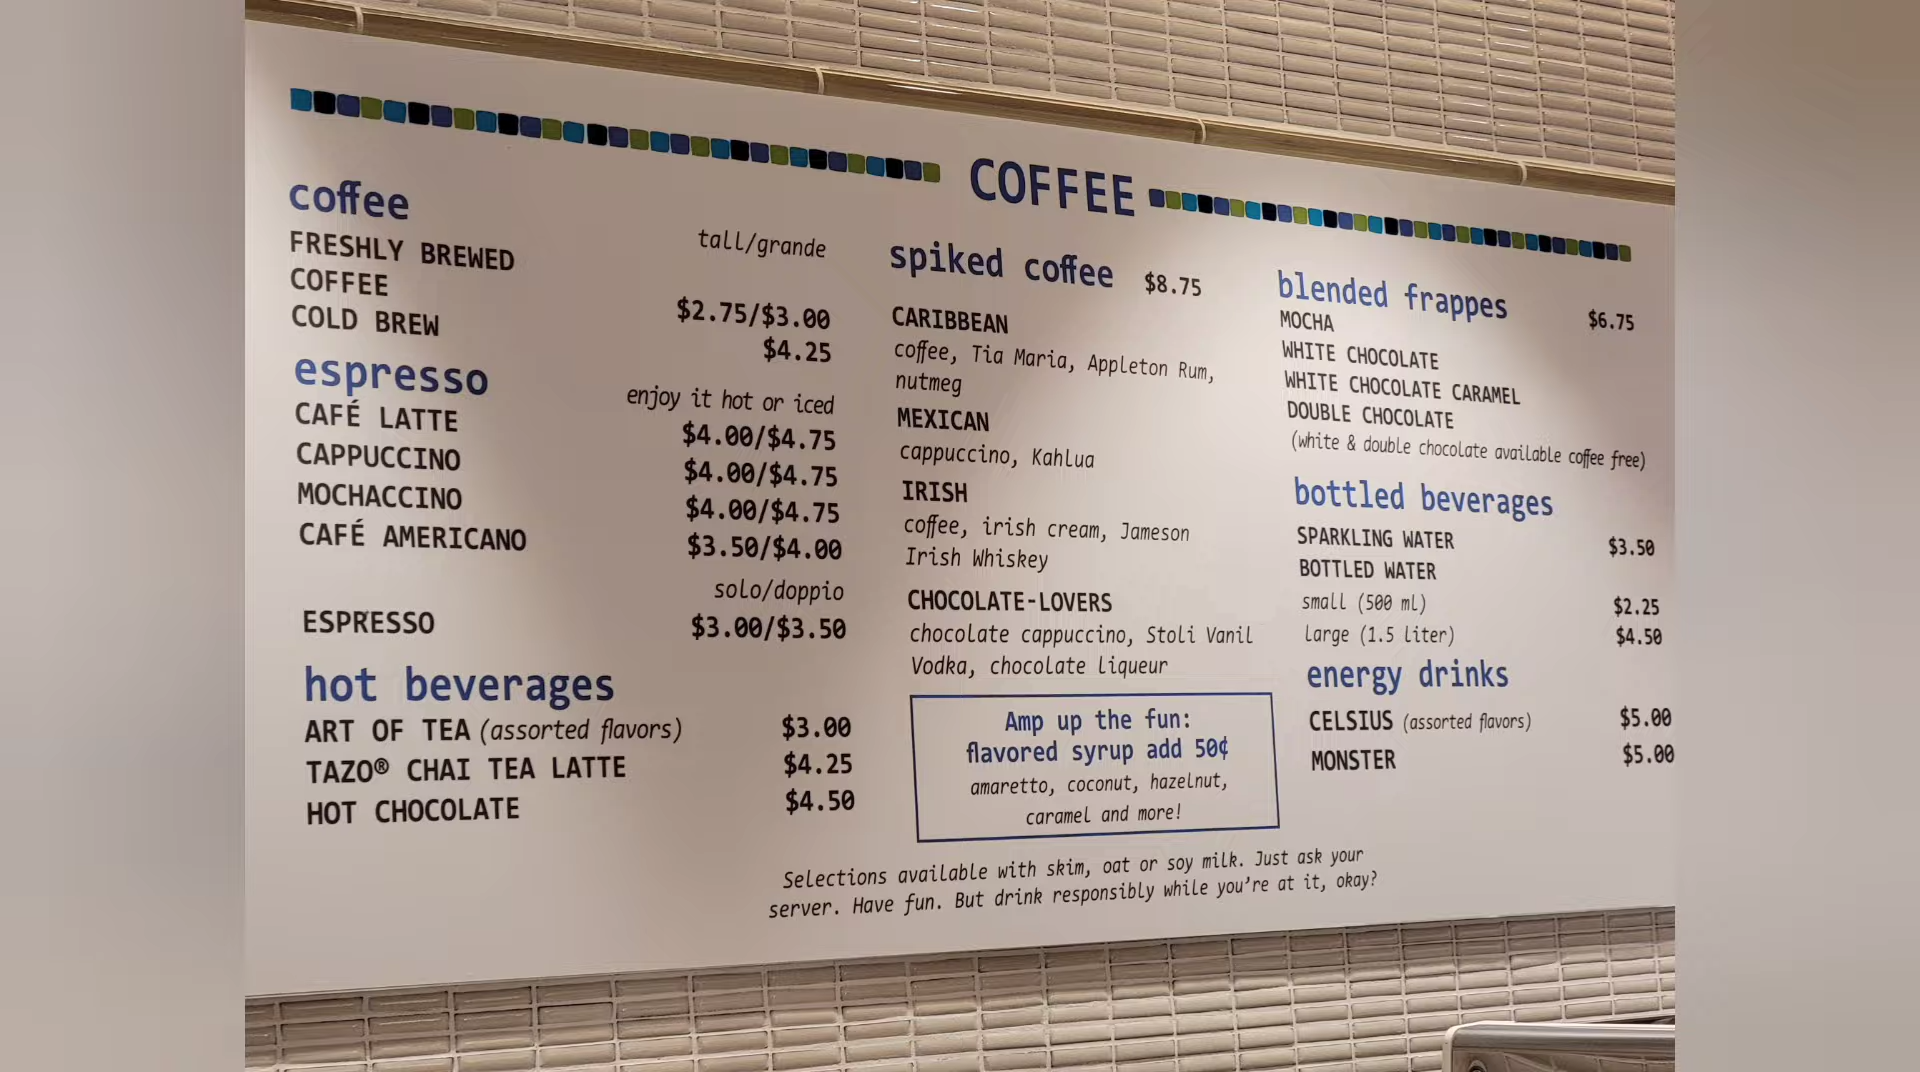 COFFEE
coffee
tall/grande
FRESHLY BREWED
COFFEE $2.75/$3.00
COLD BREW $4.25
espresso
enjoy it hot or iced
CAFÉ LATTE $4.00/$4.75
CAPPUCCINO $4.00/$4.75
MOCHACCINO $4.00/$4.75
CAFÉ AMERICANO $3.50/$4.00
solo/doppio
ESPRESSO $3.00/$3.50
hot beverages
ART OF TEA (assorted flavors) $3.00
TAZO® CHAI TEA LATTE $4.25
HOT CHOCOLATE $4.50
spiked coffee $8.75
CARIBBEAN
coffee, Tia Maria, Appleton Rum,
nutmeg
MEXICAN
cappuccino, Kahlua
IRISH
coffee, irish cream, Jameson
Irish Whiskey
CHOCOLATE-LOVERS
chocolate cappuccino, Stoli Vanil
Vodka, chocolate liqueur
Amp up the fun:
flavored syrup add 50¢
amaretto, coconut, hazelnut,
caramel and more!
blended frappes $6.75
MOCHA
WHITE CHOCOLATE
WHITE CHOCOLATE CARAMEL
DOUBLE CHOCOLATE
(white & double chocolate available coffee free)
bottled beverages
SPARKLING WATER $3.50
BOTTLED WATER
small (500 ml) $2.25
large (1.5 liter) $4.50
energy drinks
CELSIUS (assorted flavors) $5.00
MONSTER $5.00
Selections available with skim, oat or soy milk. Just ask your
server. Have fun. But drink responsibly while you're at it, okay?